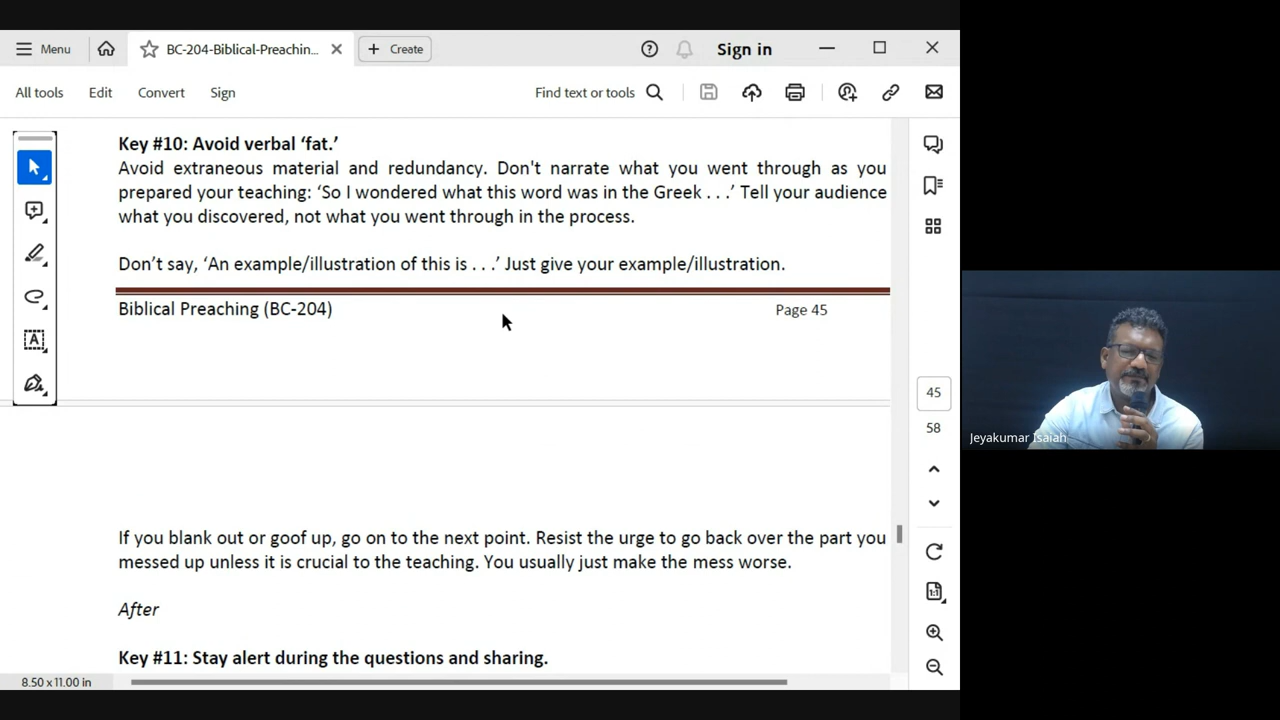 Menu
BC-204-Biblical-Preachin...
Create
Sign in
All tools
Edit
Convert
Sign
Find text or tools
Key #10: Avoid verbal ‘fat.’
Avoid extraneous material and redundancy. Don't narrate what you went through as you
prepared your teaching: ‘So I wondered what this word was in the Greek . . .’ Tell your audience
what you discovered, not what you went through in the process.
Don’t say, ‘An example/illustration of this is . . .’ Just give your example/illustration.
Biblical Preaching (BC-204)
Page 45
45
58
If you blank out or goof up, go on to the next point. Resist the urge to go back over the part you
messed up unless it is crucial to the teaching. You usually just make the mess worse.
After
Key #11: Stay alert during the questions and sharing.
8.50 x 11.00 in
Jeyakumar Isaiah